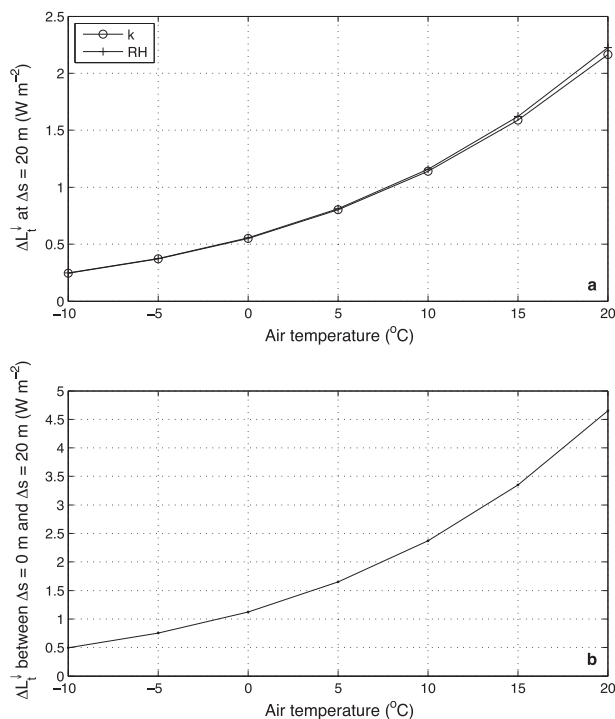 2.5
2
1.5
1
0.5
0
k
RH
ΔL_t^↓ at Δs = 20 m (W m⁻²)
a
−10 −5 0 5 10 15 20
Air temperature (°C)
5
4.5
4
3.5
3
2.5
2
1.5
1
0.5
0
ΔL_t^↓ between Δs = 0 m and Δs = 20 m (W m⁻²)
b
−10 −5 0 5 10 15 20
Air temperature (°C)